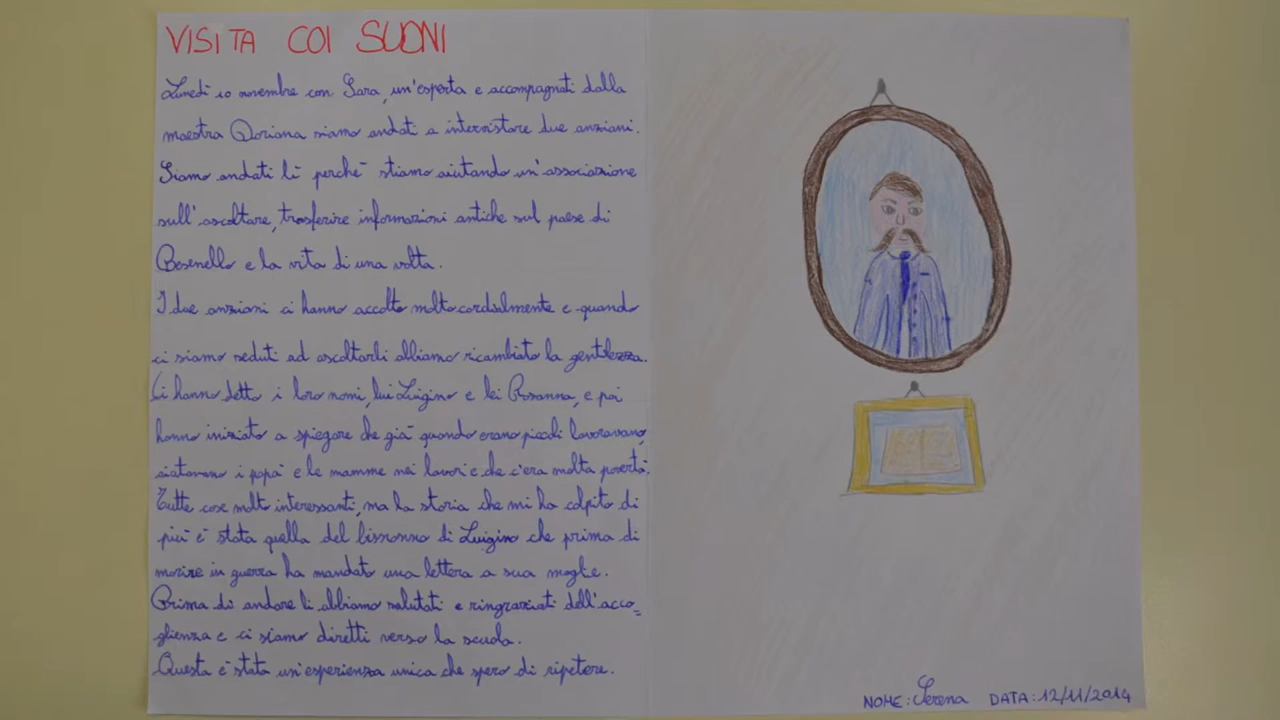 VISITA COI SUONI
Lunedì 10 novembre con Sara, un'esperta e accompagnati dalla
maestra Doriana siamo andati a intervistare due anziani.
Siamo andati lì perchè stiamo aiutando un'associazione
sull'ascoltare, trasferire informazioni antiche sul paese di
Besenello e la vita di una volta.
I due anziani ci hanno accolto molto cordialmente e quando
ci siamo seduti ad ascoltarli abbiamo ricambiato la gentilezza.
Ci hanno detto i loro nomi, lui Luigino e lei Rosanna, e poi
hanno iniziato a spiegare che già quando erano piccoli lavoravano,
aiutavano i papà e le mamme nei lavori e che c'era molta povertà.
Tutte cose molto interessanti, ma la storia che mi ha colpito di
più è stata quella del bisnonno di Luigino che prima di
morire in guerra ha mandato una lettera a sua moglie.
Prima di andare li abbiamo salutati e ringraziati dell'acco=
glienza e ci siamo diretti verso la scuola.
Questa è stata un'esperienza unica che spero di ripetere.
NOME: Serena DATA: 12/11/2014